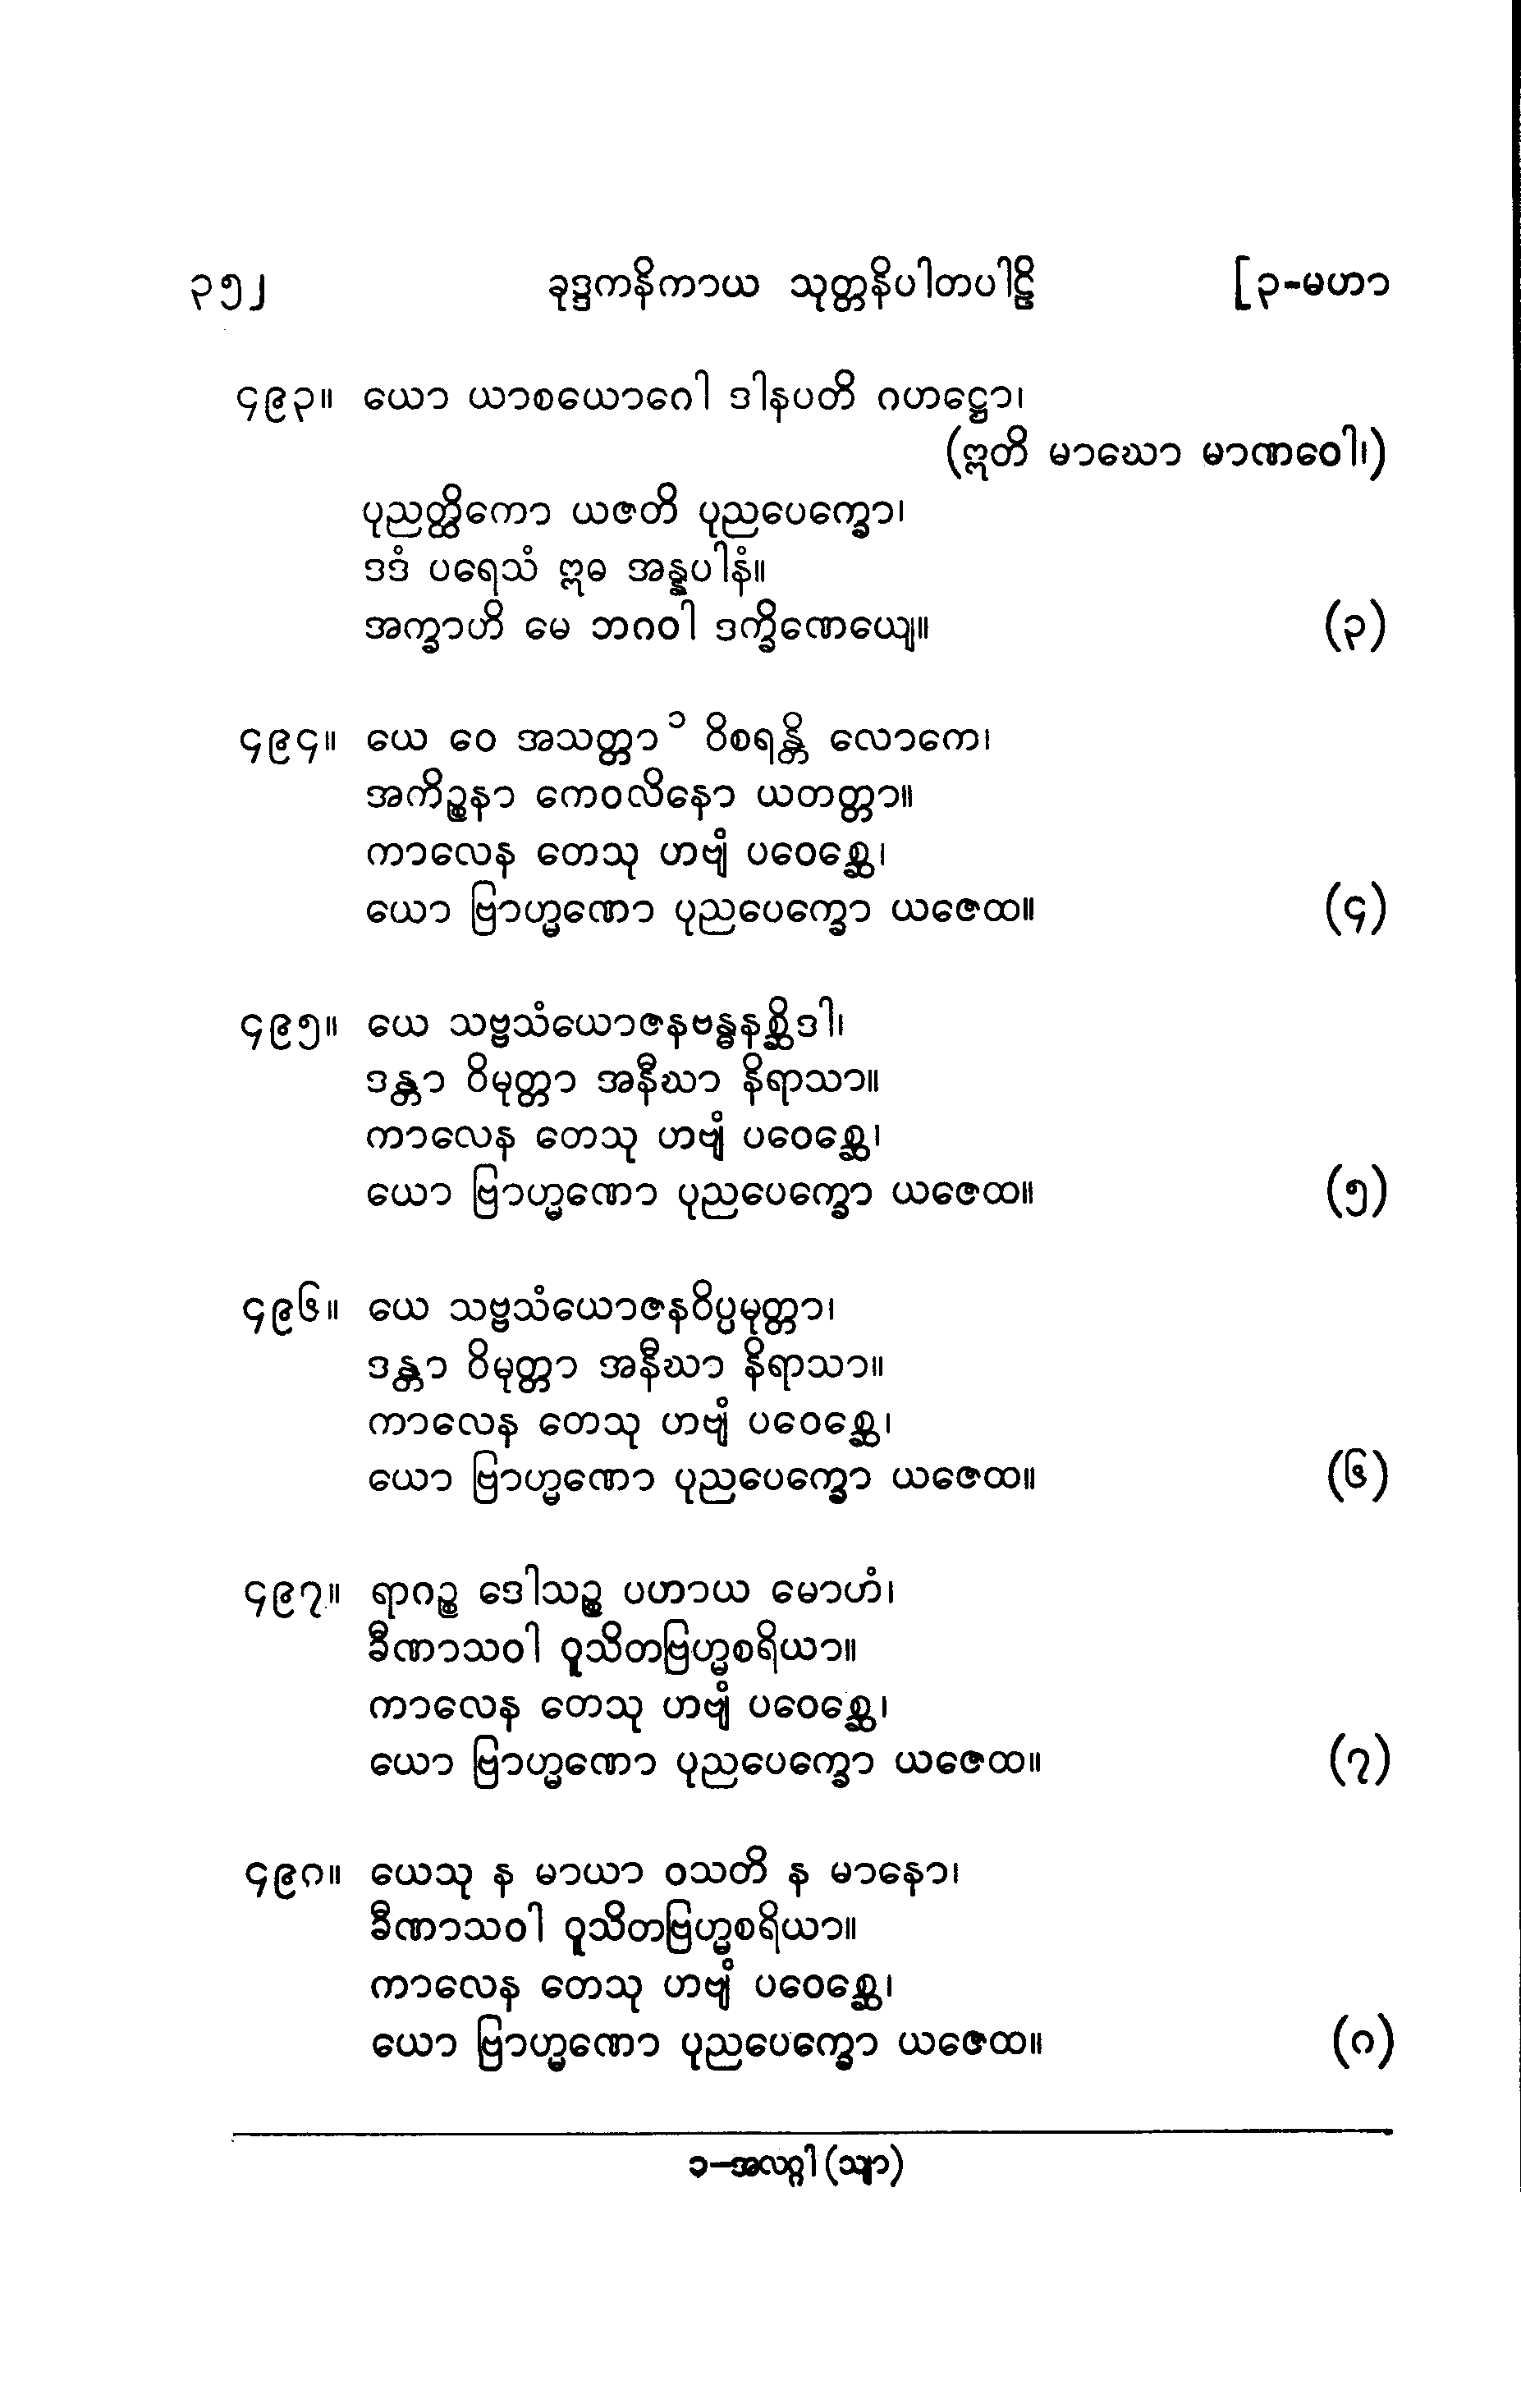 ၃၅၂ ခုဒ္ဒကနိကာယ သုတ္တနိပါတပါဠိ [၃-မဟာ
၄၉၃။ ယော ယာစယောဂေါ ဒါနပတိ ဂဟဋ္ဌော၊
(ဣတိ မာဃော မာဏဝေါ၊)
ပုညတ္ထိကော ယဇတိ ပုညပေက္ခော၊
ဒဒံ ပရေသံ ဣဓ အန္နပါနံ။
အက္ခာဟိ မေ ဘဂဝါ ဒက္ခိဏေယျေ။ (၃)
၄၉၄။ ယေ ဝေ အသတ္တာ ၁ ဝိစရန္တိ လောကေ၊
အကိဉ္စနာ ကေဝလိနော ယတတ္တာ။
ကာလေန တေသု ဟဗျံ ပဝေစ္ဆေ၊
ယော ဗြာဟ္မဏော ပုညပေက္ခော ယဇေထ။ (၄)
၄၉၅။ ယေ သဗ္ဗသံယောဇနဗန္ဓနစ္ဆိဒါ၊
ဒန္တာ ဝိမုတ္တာ အနီဃာ နိရာသာ။
ကာလေန တေသု ဟဗျံ ပဝေစ္ဆေ၊
ယော ဗြာဟ္မဏော ပုညပေက္ခော ယဇေထ။ (၅)
၄၉၆။ ယေ သဗ္ဗသံယောဇနဝိပ္ပမုတ္တာ၊
ဒန္တာ ဝိမုတ္တာ အနီဃာ နိရာသာ။
ကာလေန တေသု ဟဗျံ ပဝေစ္ဆေ၊
ယော ဗြာဟ္မဏော ပုညပေက္ခော ယဇေထ။ (၆)
၄၉၇။ ရာဂဉ္စ ဒေါသဉ္စ ပဟာယ မောဟံ၊
ခီဏာသဝါ ဝူသိတဗြဟ္မစရိယာ။
ကာလေန တေသု ဟဗျံ ပဝေစ္ဆေ၊
ယော ဗြာဟ္မဏော ပုညပေက္ခော ယဇေထ။ (၇)
၄၉၈။ ယေသု န မာယာ ဝသတိ န မာနော၊
ခီဏာသဝါ ဝူသိတဗြဟ္မစရိယာ။
ကာလေန တေသု ဟဗျံ ပဝေစ္ဆေ၊
ယော ဗြာဟ္မဏော ပုညပေက္ခော ယဇေထ။ (၈)
၁-အလဂ္ဂါ (သျာ)